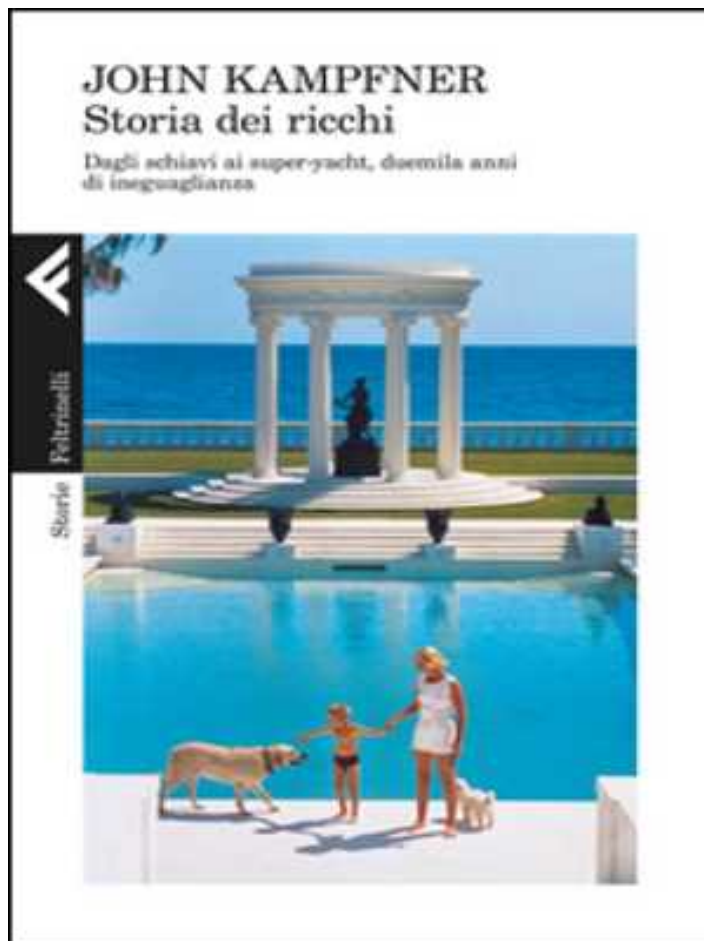 JOHN KAMPFNER
Storia dei ricchi
Dagli schiavi ai super-yacht, duemila anni
di ineguaglianza
Feltrinelli
Storie